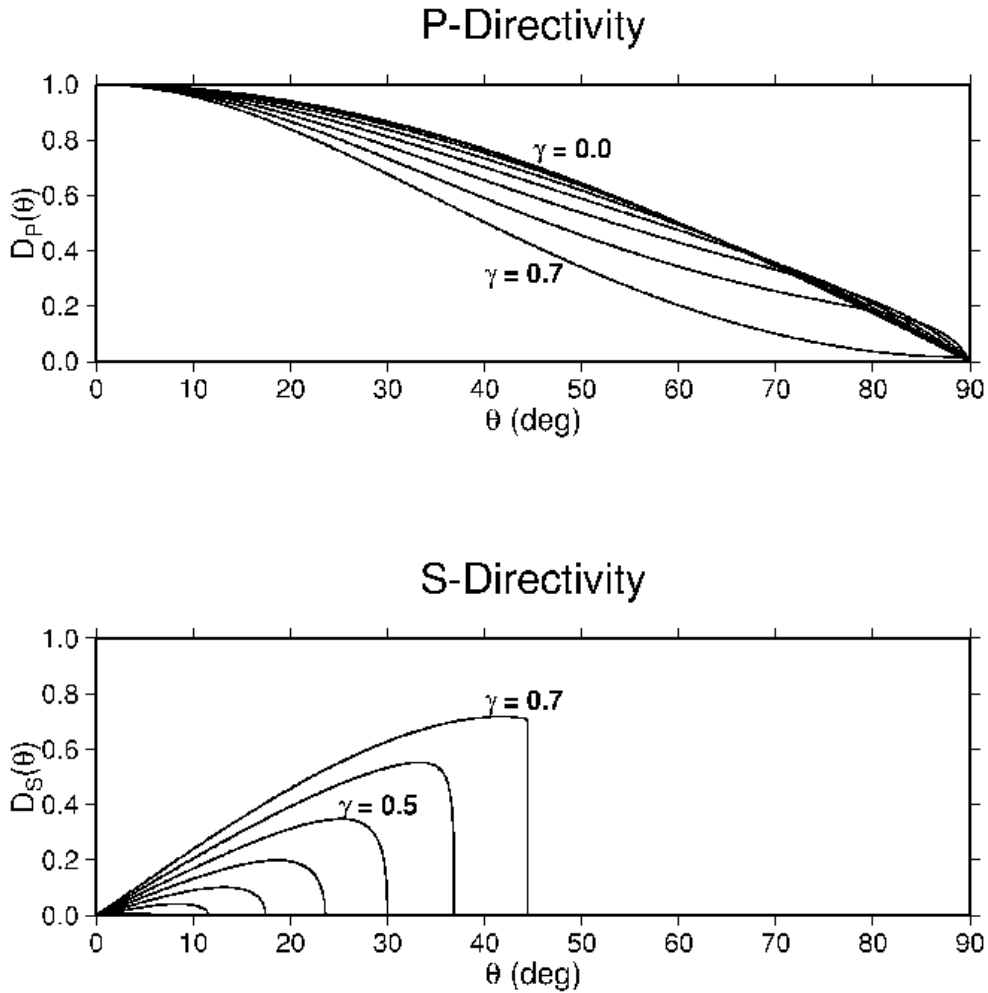 P-Directivity
1.0
0.8
0.6
0.4
0.2
0.0
D_P(θ)
γ = 0.0
γ = 0.7
0 10 20 30 40 50 60 70 80 90
θ (deg)
S-Directivity
1.0
0.8
0.6
0.4
0.2
0.0
D_S(θ)
γ = 0.7
γ = 0.5
0 10 20 30 40 50 60 70 80 90
θ (deg)